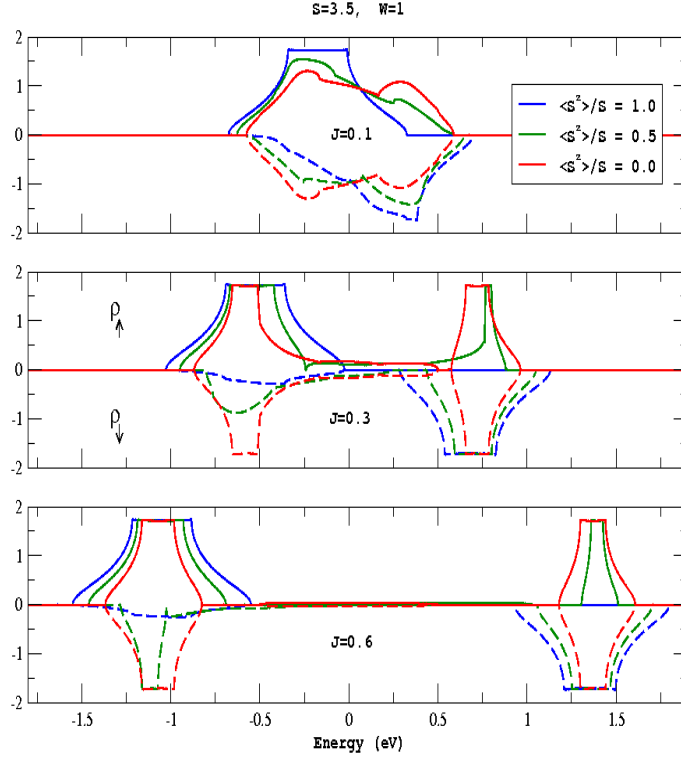 S=3.5, W=1
2
1
0
-1
-2
J=0.1
<S^z>/S = 1.0
<S^z>/S = 0.5
<S^z>/S = 0.0
2
1
0
-1
-2
ρ↑
ρ↓
J=0.3
2
1
0
-1
-2
J=0.6
-1.5 -1 -0.5 0 0.5 1 1.5
Energy (eV)